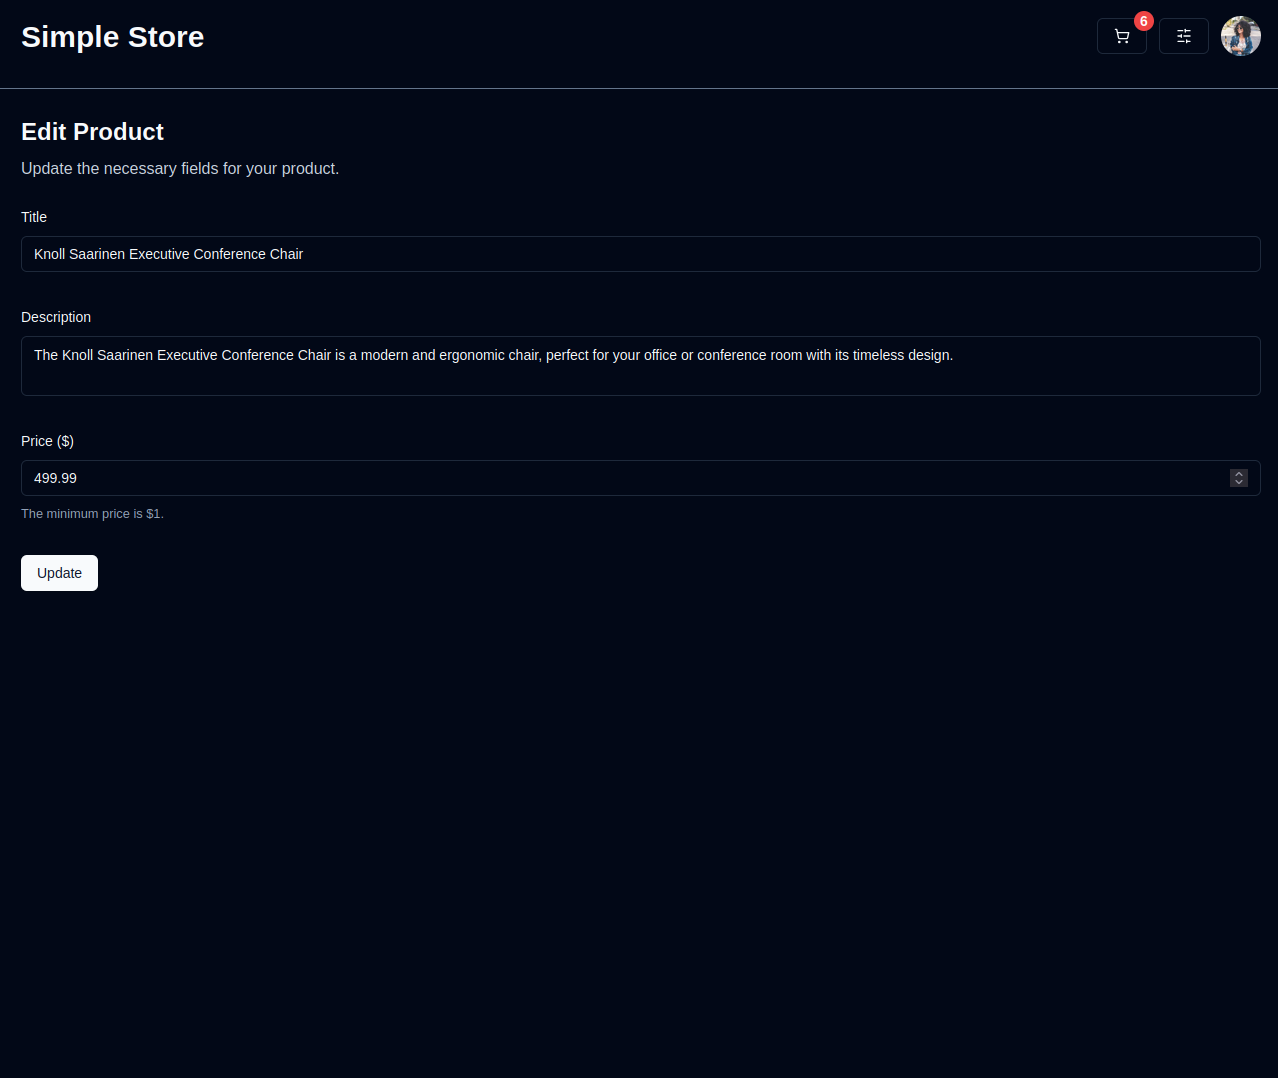 Simple Store
6
Edit Product
Update the necessary fields for your product.
Title
Knoll Saarinen Executive Conference Chair
Description
The Knoll Saarinen Executive Conference Chair is a modern and ergonomic chair, perfect for your office or conference room with its timeless design.
Price ($)
499.99
The minimum price is $1.
Update